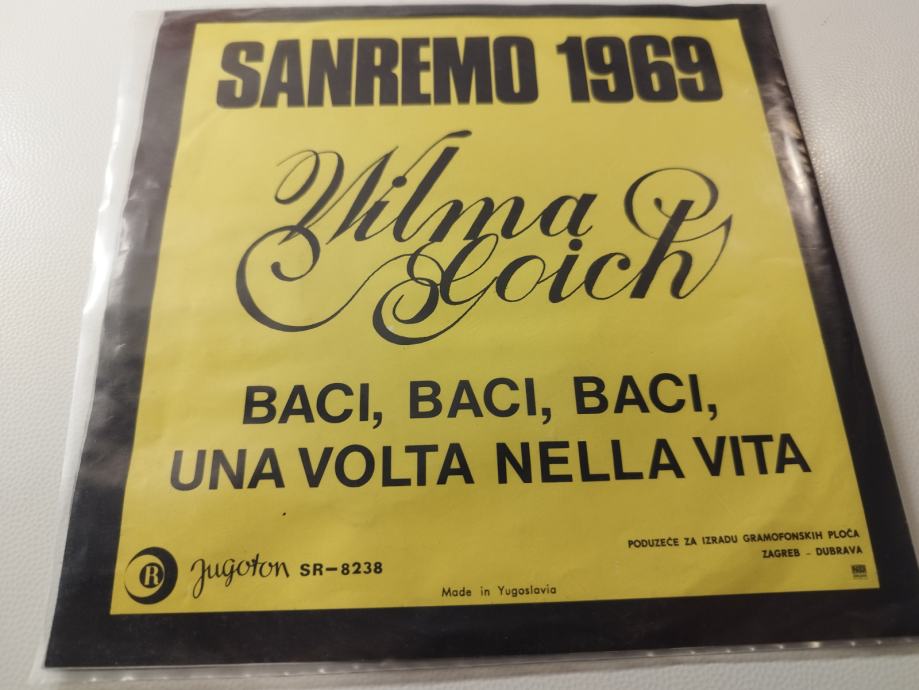 SANREMO 1969
Wilma
Goich
BACI, BACI, BACI,
UNA VOLTA NELLA VITA
R Jugoton SR-8238
PODUZEĆE ZA IZRADU GRAMOFONSKIH PLOČA
ZAGREB - DUBRAVA
Made in Yugoslavia